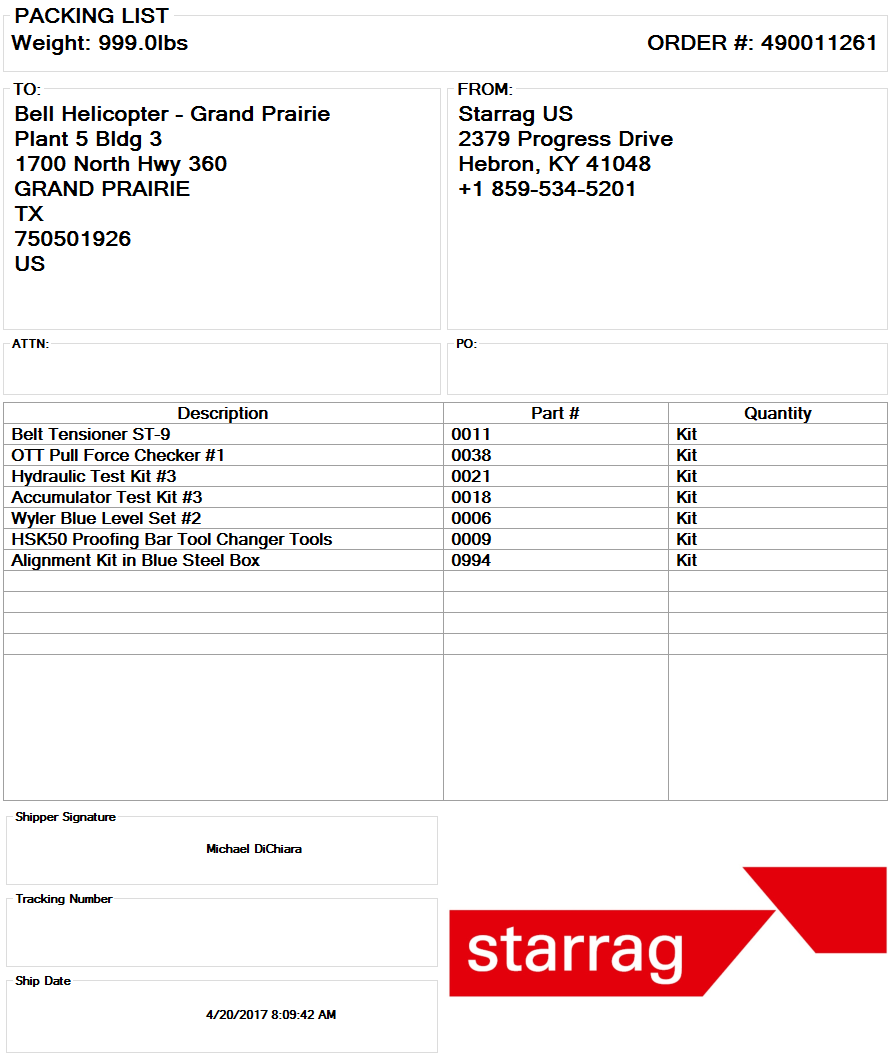 PACKING LIST
Weight: 999.0lbs
ORDER #: 490011261
TO:
Bell Helicopter - Grand Prairie
Plant 5 Bldg 3
1700 North Hwy 360
GRAND PRAIRIE
TX
750501926
US
FROM:
Starrag US
2379 Progress Drive
Hebron, KY 41048
+1 859-534-5201
ATTN:
PO:
Description Part # Quantity
Belt Tensioner ST-9 0011 Kit
OTT Pull Force Checker #1 0038 Kit
Hydraulic Test Kit #3 0021 Kit
Accumulator Test Kit #3 0018 Kit
Wyler Blue Level Set #2 0006 Kit
HSK50 Proofing Bar Tool Changer Tools 0009 Kit
Alignment Kit in Blue Steel Box 0994 Kit
Shipper Signature
Michael DiChiara
Tracking Number
Ship Date
4/20/2017 8:09:42 AM
starrag